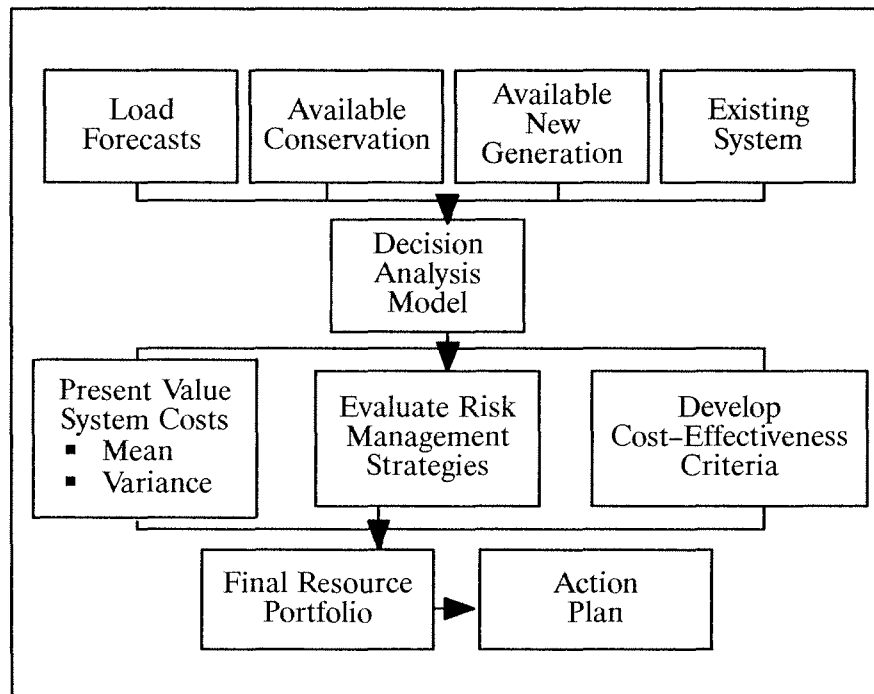 Load
Forecasts
Available
Conservation
Available
New
Generation
Existing
System
Decision
Analysis
Model
Present Value
System Costs
▪ Mean
▪ Variance
Evaluate Risk
Management
Strategies
Develop
Cost–Effectiveness
Criteria
Final Resource
Portfolio
Action
Plan